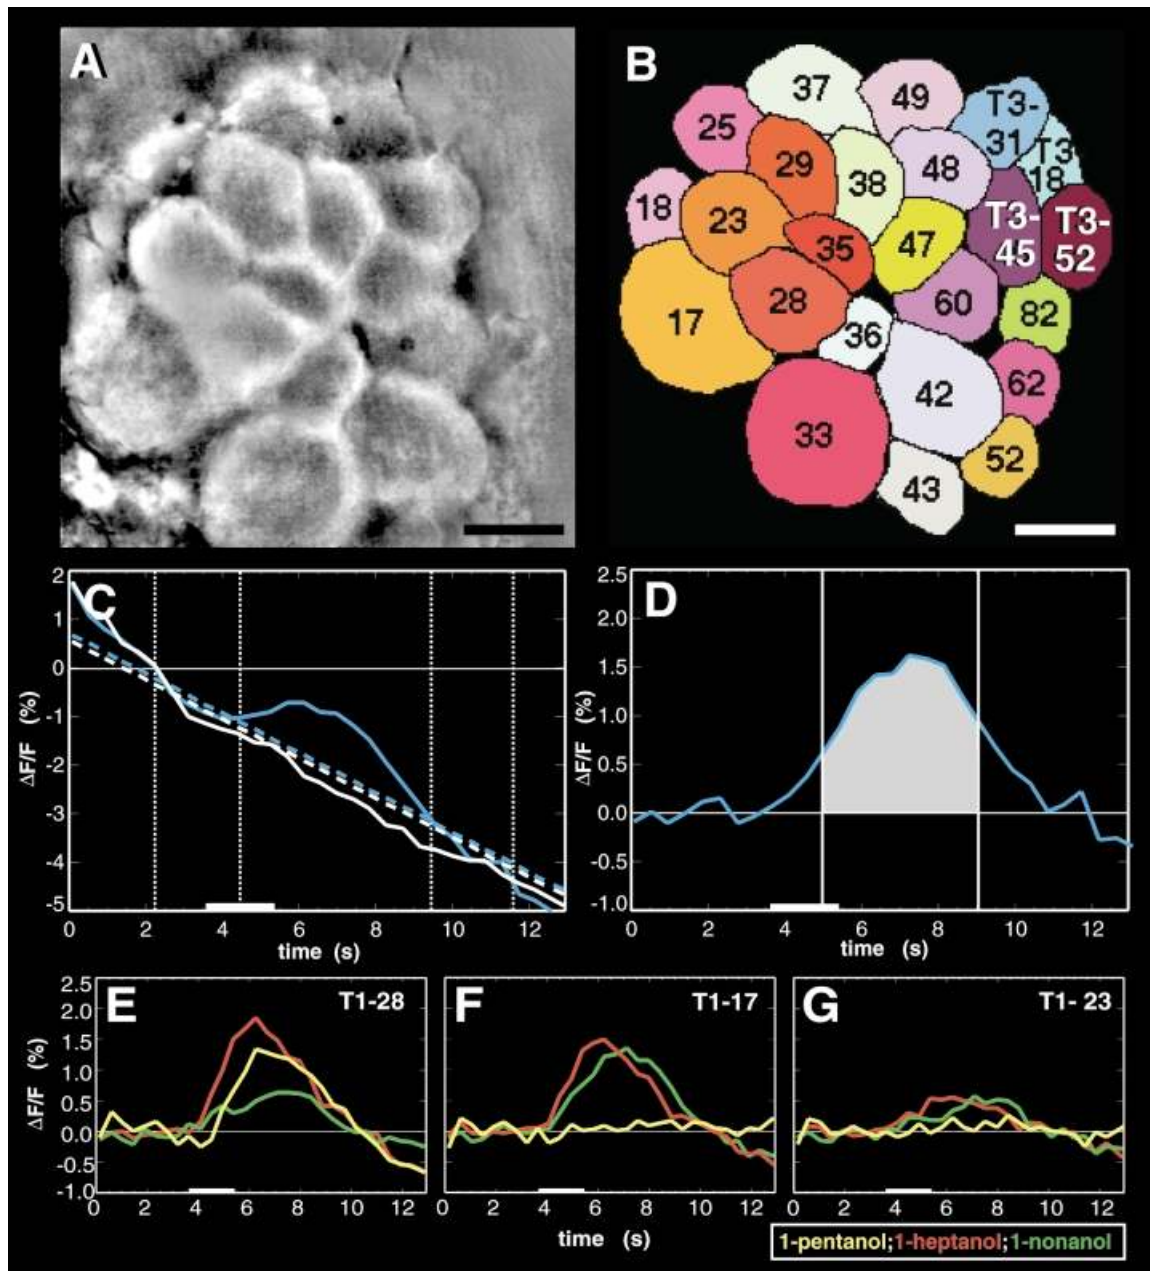 A
B
37
49
T3-
31
25
T3
18
29
38
48
18
23
35
47
T3-
45
T3-
52
17
28
36
60
82
42
62
33
52
43
C
2
1
0
-1
-2
-3
-4
-5
ΔF/F (%)
0 2 4 6 8 10 12
time (s)
D
2.5
2.0
1.5
1.0
0.5
0.0
-0.5
-1.0
ΔF/F (%)
0 2 4 6 8 10 12
time (s)
E
T1-28
2.5
2.0
1.5
1.0
0.5
0.0
-0.5
-1.0
ΔF/F (%)
0 2 4 6 8 10 12
F
T1-17
0 2 4 6 8 10 12
time (s)
G
T1- 23
0 2 4 6 8 10 12
1-pentanol;1-heptanol;1-nonanol